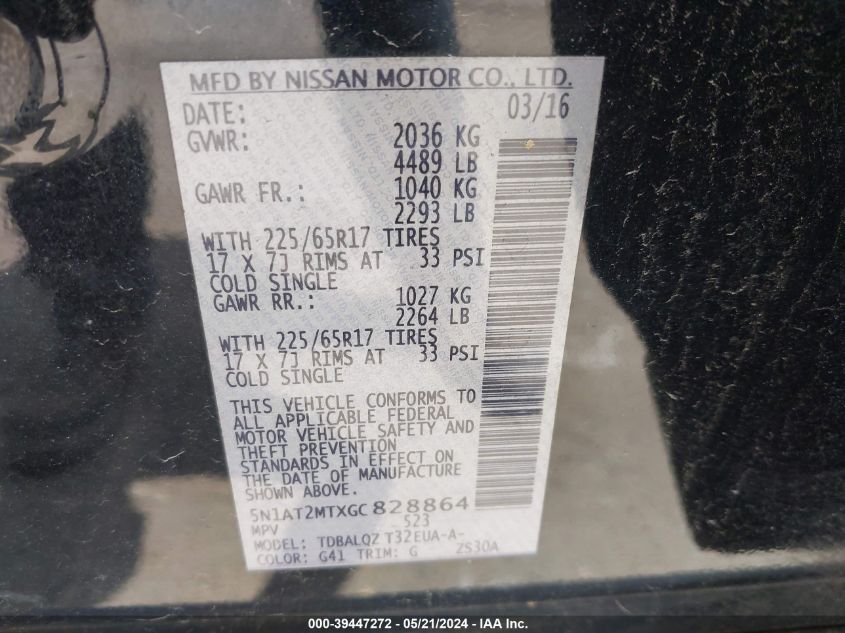 MFD BY NISSAN MOTOR CO., LTD.
DATE: 03/16
GVWR: 2036 KG
4489 LB
GAWR FR.: 1040 KG
2293 LB
WITH 225/65R17 TIRES
17 X 7J RIMS AT 33 PSI
COLD SINGLE
GAWR RR.: 1027 KG
2264 LB
WITH 225/65R17 TIRES
17 X 7J RIMS AT 33 PSI
COLD SINGLE
THIS VEHICLE CONFORMS TO
ALL APPLICABLE FEDERAL
MOTOR VEHICLE SAFETY AND
THEFT PREVENTION
STANDARDS IN EFFECT ON
THE DATE OF MANUFACTURE
SHOWN ABOVE.
5N1AT2MTXGC828864
MPV 523
MODEL: TDBALQZ T32EUA-A-
COLOR: G41 TRIM: G ZS30A
000-39447272 - 05/21/2024 - IAA Inc.